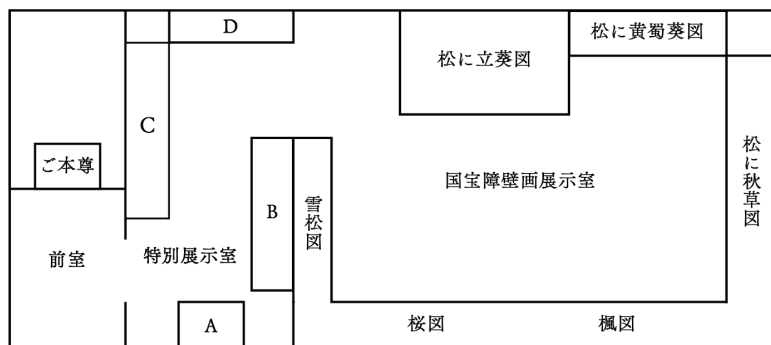 D
松に立葵図
松に黄蜀葵図
C
ご本尊
B
雪松図
国宝障壁画展示室
松に秋草図
前室
特別展示室
A
桜図
楓図